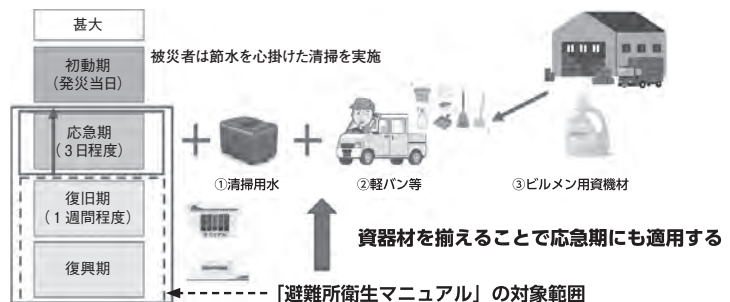 甚大
初動期
（発災当日）
被災者は節水を心掛けた清掃を実施
応急期
（3日程度）
①清掃用水
②軽バン等
③ビルメン用資機材
復旧期
（1週間程度）
資器材を揃えることで応急期にも適用する
復興期
「避難所衛生マニュアル」の対象範囲